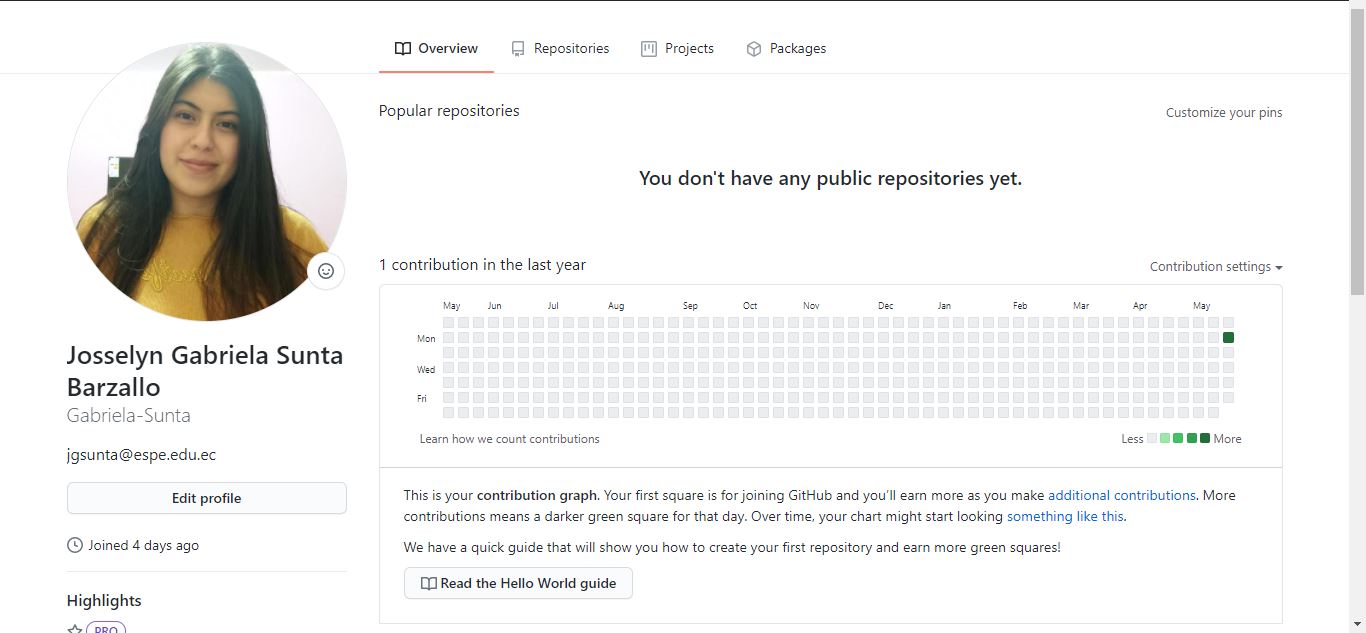 Overview Repositories Projects Packages
Popular repositories
Customize your pins
You don't have any public repositories yet.
Josselyn Gabriela Sunta
Barzallo
Gabriela-Sunta
jgsunta@espe.edu.ec
Edit profile
Joined 4 days ago
Highlights
PRO
1 contribution in the last year
Contribution settings
May Jun Jul Aug Sep Oct Nov Dec Jan Feb Mar Apr May
Mon
Wed
Fri
Learn how we count contributions
Less More
This is your contribution graph. Your first square is for joining GitHub and you'll earn more as you make additional contributions. More
contributions means a darker green square for that day. Over time, your chart might start looking something like this.
We have a quick guide that will show you how to create your first repository and earn more green squares!
Read the Hello World guide